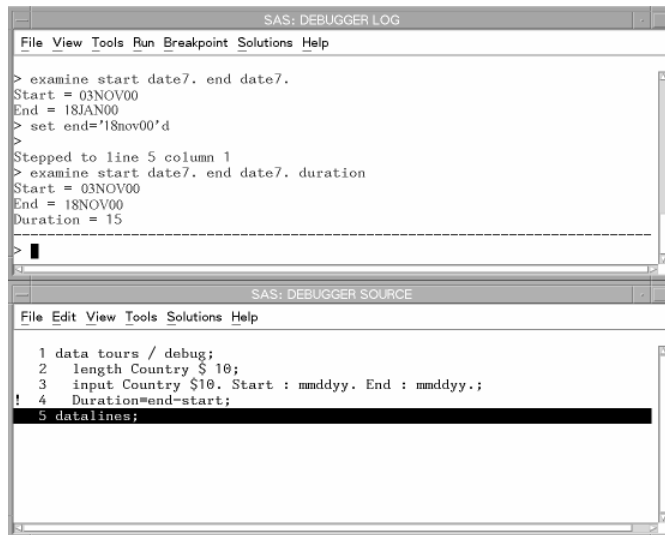 SAS: DEBUGGER LOG
File View Tools Run Breakpoint Solutions Help
> examine start date7. end date7.
Start = 03NOV00
End = 18JAN00
> set end='18nov00'd
>
Stepped to line 5 column 1
> examine start date7. end date7. duration
Start = 03NOV00
End = 18NOV00
Duration = 15
>
SAS: DEBUGGER SOURCE
File Edit View Tools Solutions Help
1 data tours / debug;
2 length Country $ 10;
3 input Country $10. Start : mmddyy. End : mmddyy.;
! 4 Duration=end-start;
5 datalines;